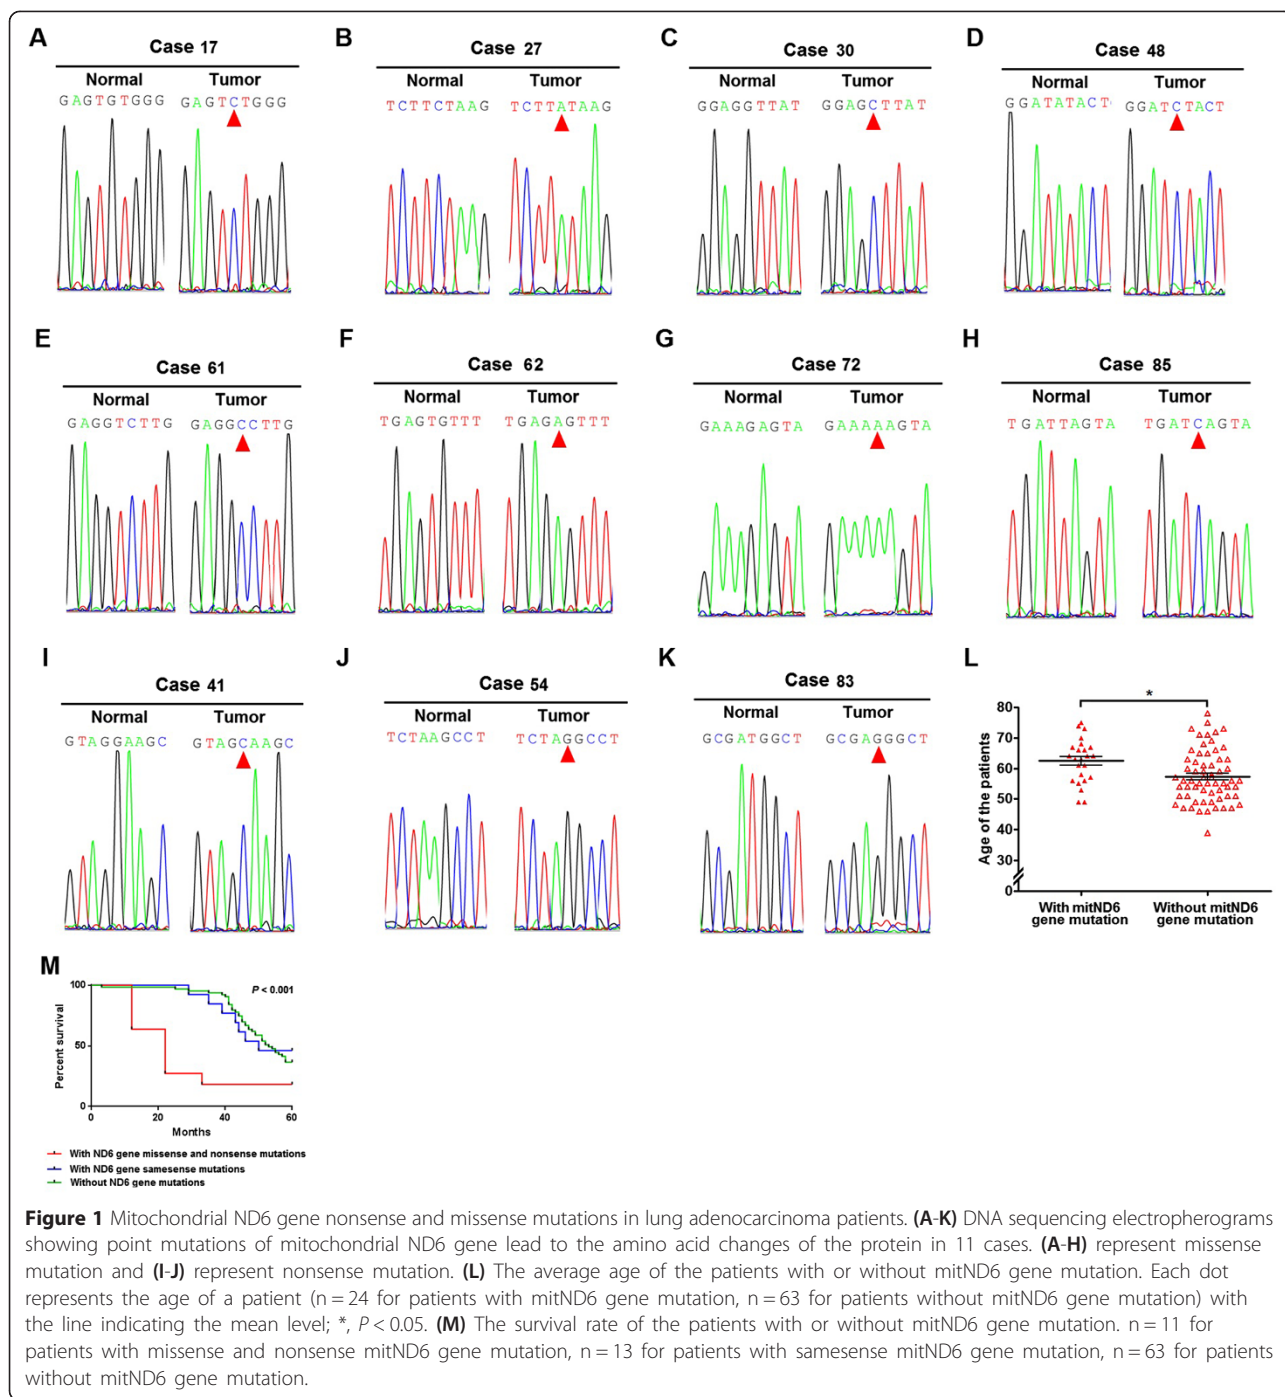 A
Case 17
Normal Tumor
GAGTGTGGG GAGTCTGGG
B
Case 27
Normal Tumor
TCTTCTAAG TCTTATAAG
C
Case 30
Normal Tumor
GGAGGTTAT GGAGCTTAT
D
Case 48
Normal Tumor
GGATATACT GGATCTACT
E
Case 61
Normal Tumor
GAGGTCTTG GAGGCCTTG
F
Case 62
Normal Tumor
TGAGTGTTT TGAGAGTTT
G
Case 72
Normal Tumor
GAAAGAGTA GAAAAAGTA
H
Case 85
Normal Tumor
TGATTAGTA TGATCAGTA
I
Case 41
Normal Tumor
GTAGGAAGC GTAGCAAGC
J
Case 54
Normal Tumor
TCTAAGCCT TCTAGGCCT
K
Case 83
Normal Tumor
GCGATGGCT GCGAGGGCT
L
*
Age of the patients
80
70
60
50
40
30
0
With mitND6 Without mitND6
gene mutation gene mutation
M
P < 0.001
Percent survival
100
50
0
0 20 40 60
Months
With ND6 gene missense and nonsense mutations
With ND6 gene samesense mutations
Without ND6 gene mutations
Figure 1 Mitochondrial ND6 gene nonsense and missense mutations in lung adenocarcinoma patients. (A-K) DNA sequencing electropherograms
showing point mutations of mitochondrial ND6 gene lead to the amino acid changes of the protein in 11 cases. (A-H) represent missense
mutation and (I-J) represent nonsense mutation. (L) The average age of the patients with or without mitND6 gene mutation. Each dot
represents the age of a patient (n = 24 for patients with mitND6 gene mutation, n = 63 for patients without mitND6 gene mutation) with
the line indicating the mean level; *, P < 0.05. (M) The survival rate of the patients with or without mitND6 gene mutation. n = 11 for
patients with missense and nonsense mitND6 gene mutation, n = 13 for patients with samesense mitND6 gene mutation, n = 63 for patients
without mitND6 gene mutation.